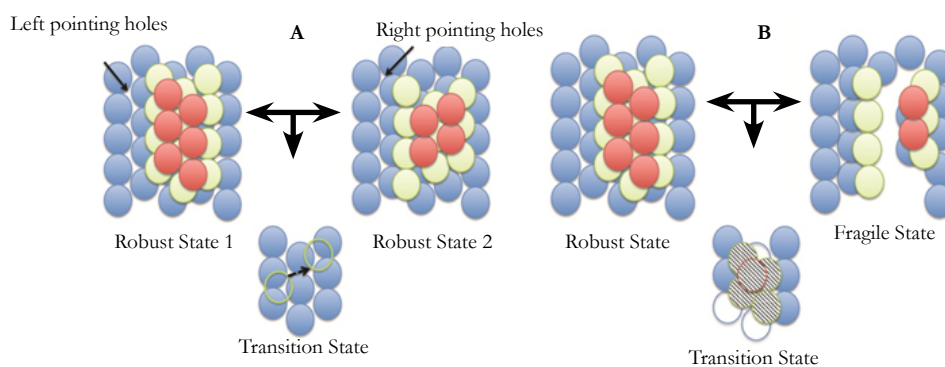 Left pointing holes
A
Right pointing holes
B
Robust State 1
Robust State 2
Robust State
Fragile State
Transition State
Transition State